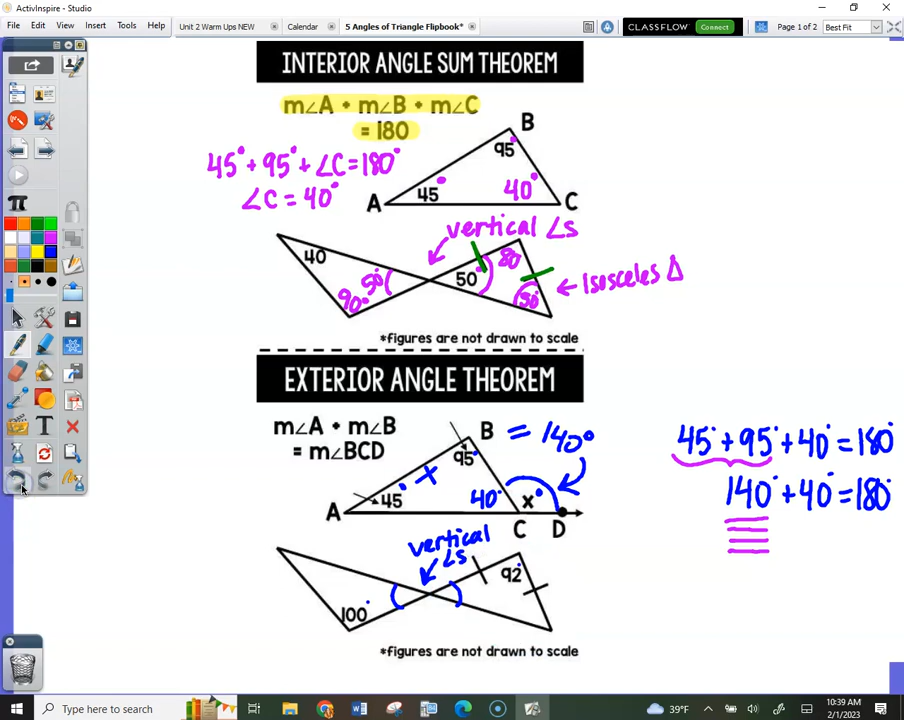 ActivInspire - Studio
File Edit View Insert Tools Help
Unit 2 Warm Ups NEW
Calendar
5 Angles of Triangle Flipbook*
CLASSFLOW
Connect
Page 1 of 2
Best Fit
INTERIOR ANGLE SUM THEOREM
m∠A + m∠B + m∠C
= 180
45° + 95° + ∠C = 180°
∠C = 40°
B
95°
A
45°
40°
C
vertical ∠s
40
50°
90°
50°
80
50°
← Isosceles Δ
*figures are not drawn to scale
EXTERIOR ANGLE THEOREM
m∠A + m∠B
= m∠BCD
B = 140°
95°
x
A
45°
40°
x°
C
D
45° + 95° + 40° = 180°
140° + 40° = 180°
vertical
∠s
92°
100°
*figures are not drawn to scale
Type here to search
39°F
10:39 AM
2/1/2023